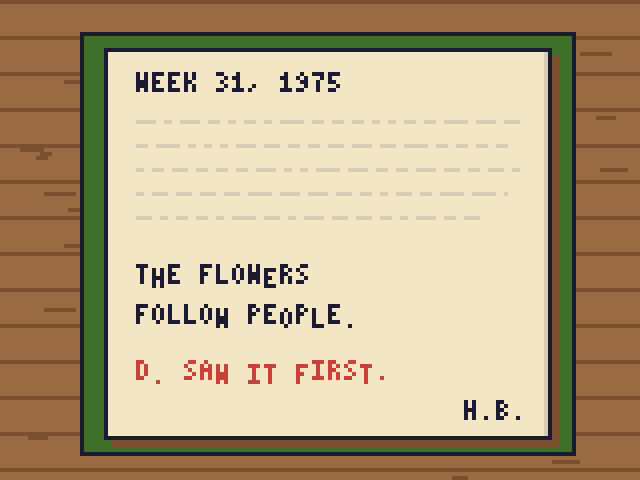 WEEK 31, 1975
THE FLOWERS
FOLLOW PEOPLE.
D. SAW IT FIRST.
H.B.